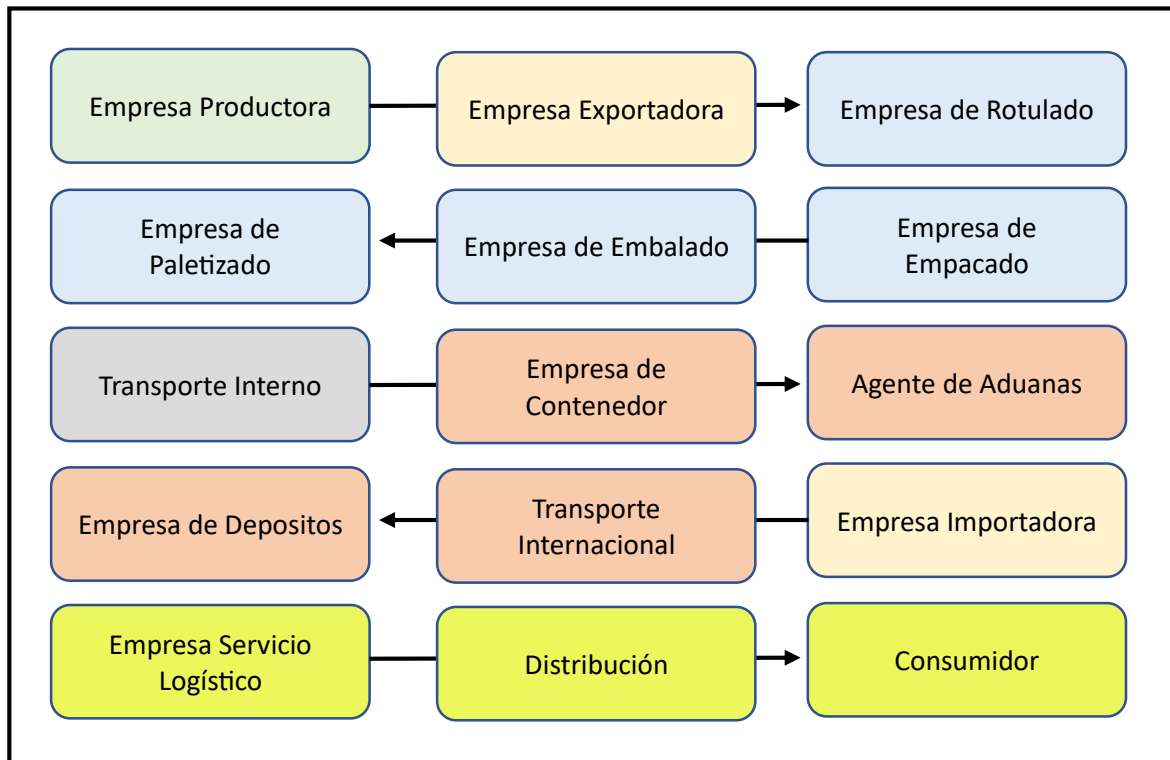 Empresa Productora
Empresa Exportadora
Empresa de Rotulado
Empresa de
Paletizado
Empresa de Embalado
Empresa de
Empacado
Transporte Interno
Empresa de
Contenedor
Agente de Aduanas
Empresa de Depositos
Transporte
Internacional
Empresa Importadora
Empresa Servicio
Logístico
Distribución
Consumidor